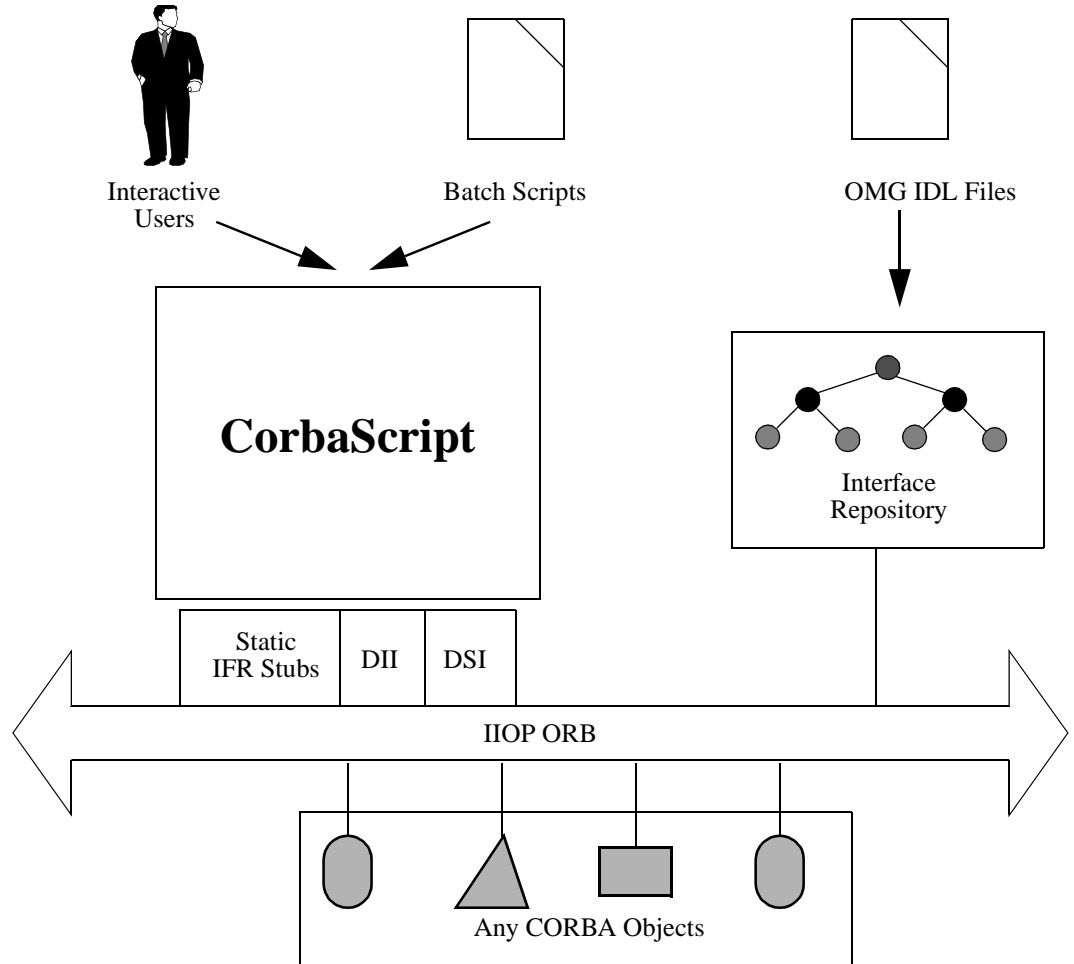 Interactive
Users
Batch Scripts
OMG IDL Files
CorbaScript
Interface
Repository
Static
IFR Stubs
DII
DSI
IIOP ORB
Any CORBA Objects